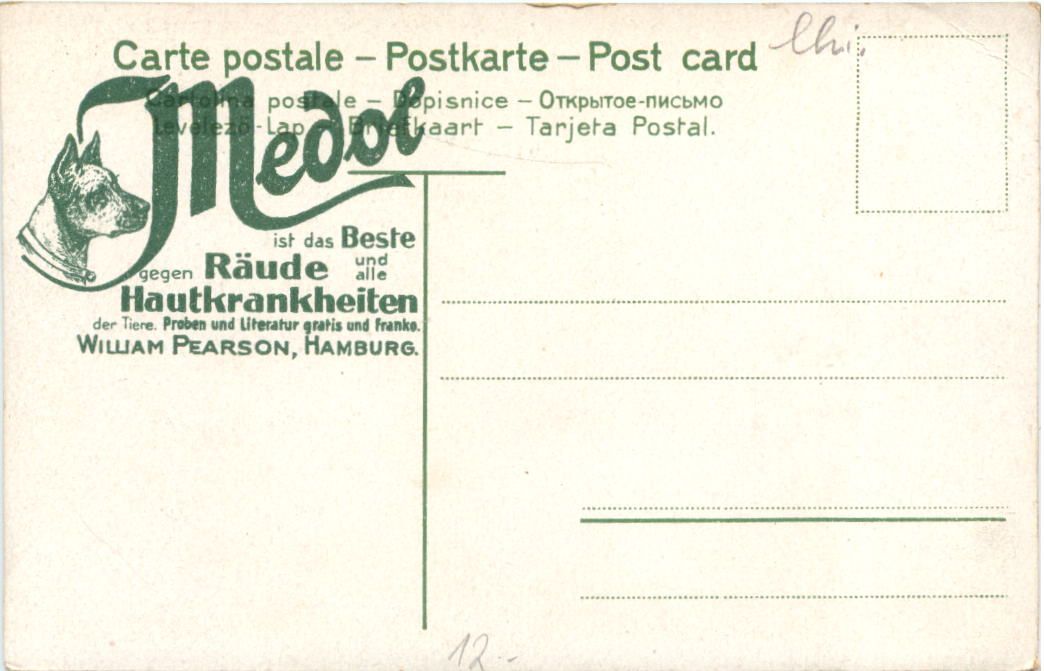 Carte postale – Postkarte – Post card
Cartolina postale – Dopisnice – Открытое-письмо
Levelező-Lap – Briefkaart – Tarjeta Postal.
Medol
ist das Beste
gegen Räude und alle
Hautkrankheiten
der Tiere. Proben und Literatur gratis und franko.
WILLIAM PEARSON, HAMBURG.
12.-